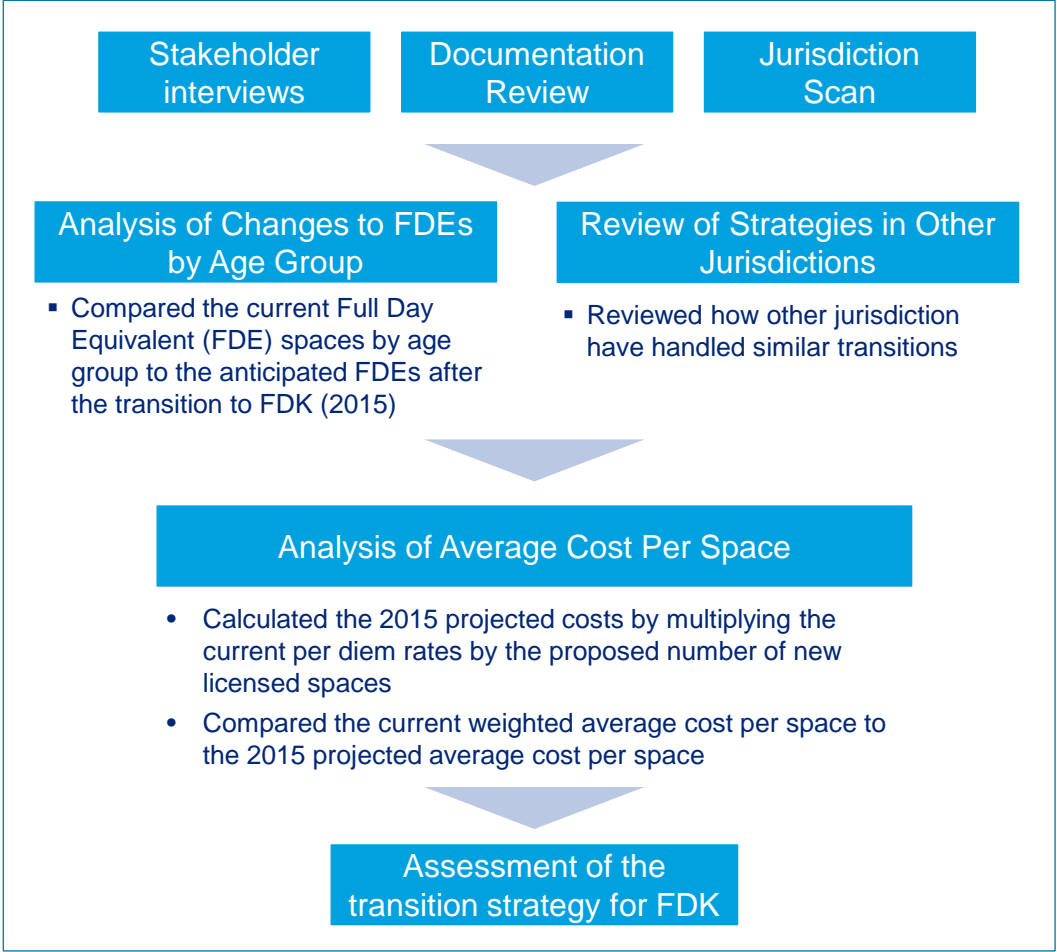 Stakeholder
interviews
Documentation
Review
Jurisdiction
Scan
Analysis of Changes to FDEs
by Age Group
▪ Compared the current Full Day
Equivalent (FDE) spaces by age
group to the anticipated FDEs after
the transition to FDK (2015)
Review of Strategies in Other
Jurisdictions
▪ Reviewed how other jurisdiction
have handled similar transitions
Analysis of Average Cost Per Space
• Calculated the 2015 projected costs by multiplying the
current per diem rates by the proposed number of new
licensed spaces
• Compared the current weighted average cost per space to
the 2015 projected average cost per space
Assessment of the
transition strategy for FDK